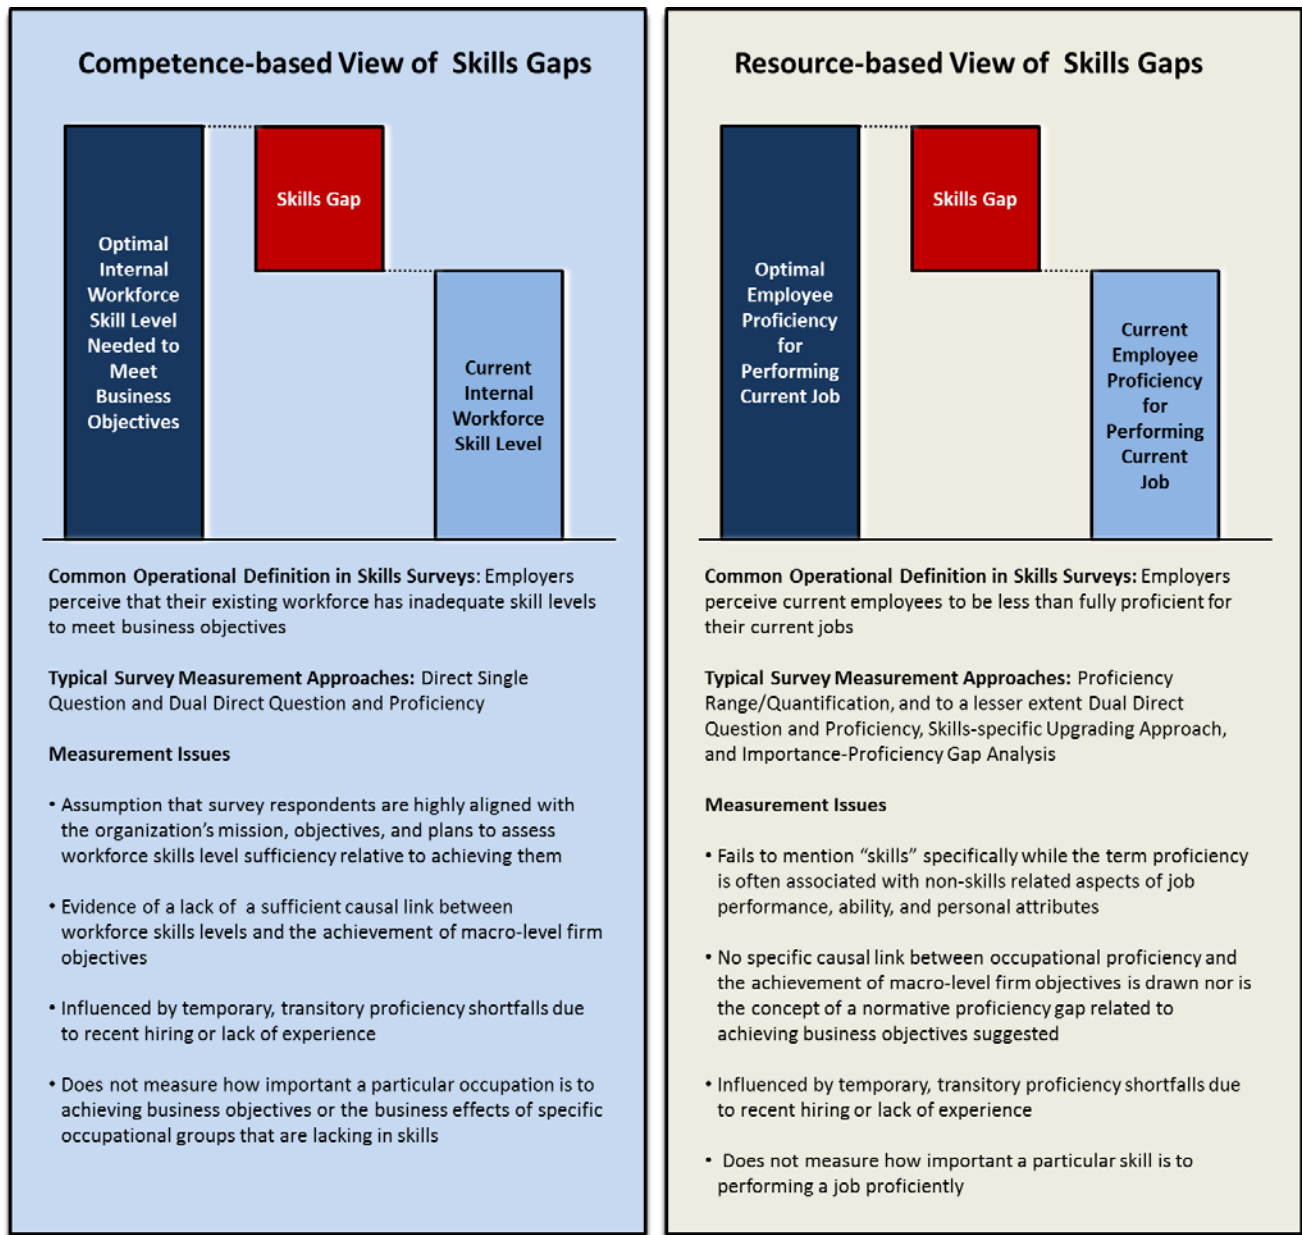 Competence-based View of Skills Gaps
Skills Gap
Optimal
Internal
Workforce
Skill Level
Needed to
Meet
Business
Objectives
Current
Internal
Workforce
Skill Level
Common Operational Definition in Skills Surveys: Employers
perceive that their existing workforce has inadequate skill levels
to meet business objectives
Typical Survey Measurement Approaches: Direct Single
Question and Dual Direct Question and Proficiency
Measurement Issues
• Assumption that survey respondents are highly aligned with
the organization's mission, objectives, and plans to assess
workforce skills level sufficiency relative to achieving them
• Evidence of a lack of a sufficient causal link between
workforce skills levels and the achievement of macro-level firm
objectives
• Influenced by temporary, transitory proficiency shortfalls due
to recent hiring or lack of experience
• Does not measure how important a particular occupation is to
achieving business objectives or the business effects of specific
occupational groups that are lacking in skills
Resource-based View of Skills Gaps
Skills Gap
Optimal
Employee
Proficiency
for
Performing
Current Job
Current
Employee
Proficiency
for
Performing
Current
Job
Common Operational Definition in Skills Surveys: Employers
perceive current employees to be less than fully proficient for
their current jobs
Typical Survey Measurement Approaches: Proficiency
Range/Quantification, and to a lesser extent Dual Direct
Question and Proficiency, Skills-specific Upgrading Approach,
and Importance-Proficiency Gap Analysis
Measurement Issues
• Fails to mention “skills” specifically while the term proficiency
is often associated with non-skills related aspects of job
performance, ability, and personal attributes
• No specific causal link between occupational proficiency and
the achievement of macro-level firm objectives is drawn nor is
the concept of a normative proficiency gap related to
achieving business objectives suggested
• Influenced by temporary, transitory proficiency shortfalls due
to recent hiring or lack of experience
• Does not measure how important a particular skill is to
performing a job proficiently